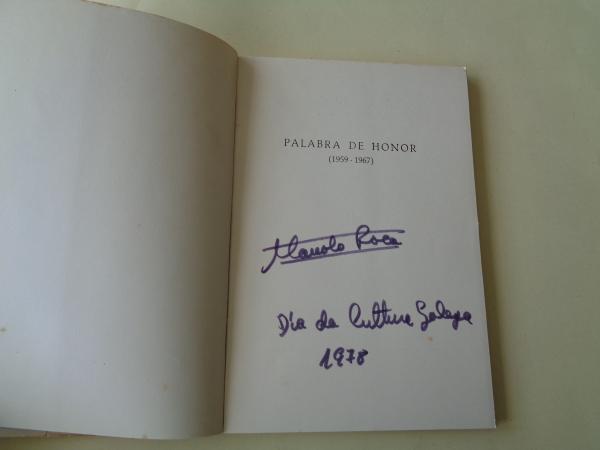 PALABRA DE HONOR
(1959 - 1967)
Manolo Roca
Día da Cultura Galega
1978